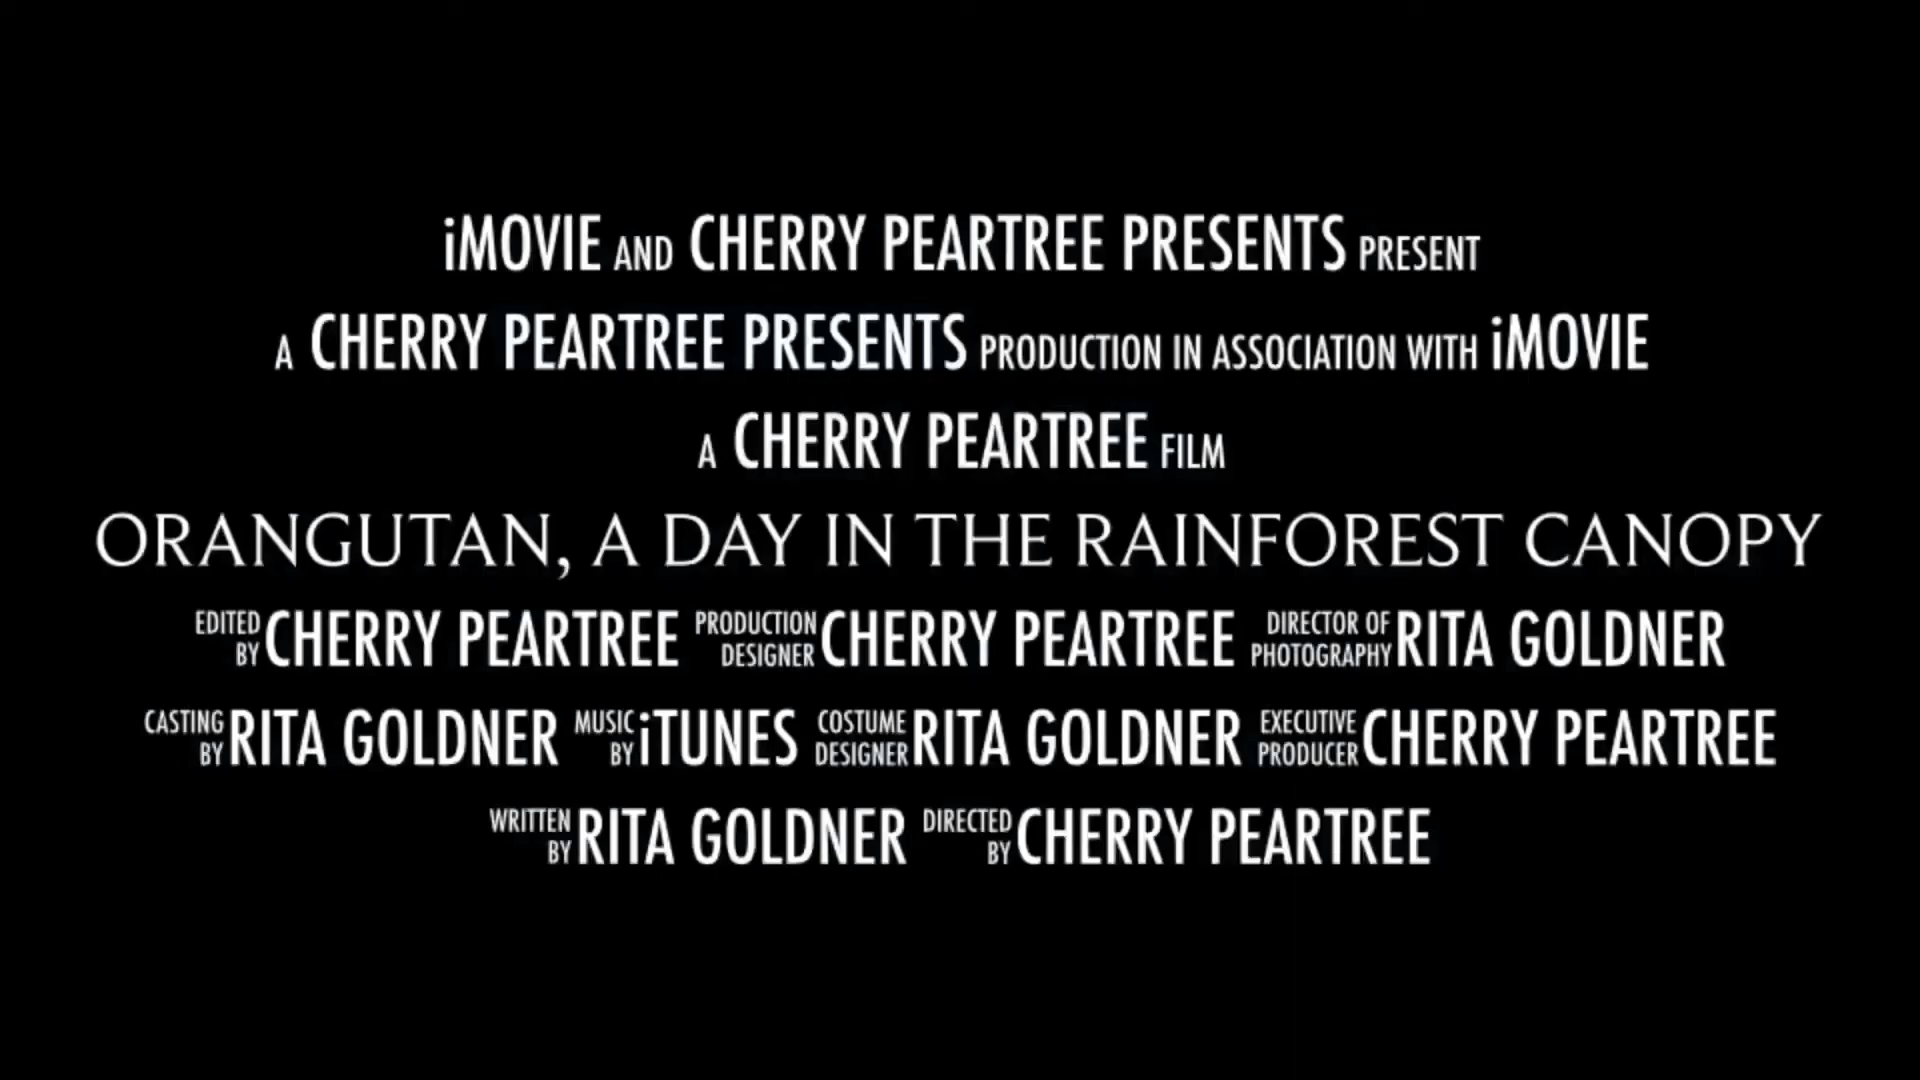 iMOVIE AND CHERRY PEARTREE PRESENTS PRESENT
A CHERRY PEARTREE PRESENTS PRODUCTION IN ASSOCIATION WITH iMOVIE
A CHERRY PEARTREE FILM
ORANGUTAN, A DAY IN THE RAINFOREST CANOPY
EDITED BY CHERRY PEARTREE PRODUCTION DESIGNER CHERRY PEARTREE DIRECTOR OF PHOTOGRAPHY RITA GOLDNER
CASTING BY RITA GOLDNER MUSIC BY iTUNES COSTUME DESIGNER RITA GOLDNER EXECUTIVE PRODUCER CHERRY PEARTREE
WRITTEN BY RITA GOLDNER DIRECTED BY CHERRY PEARTREE